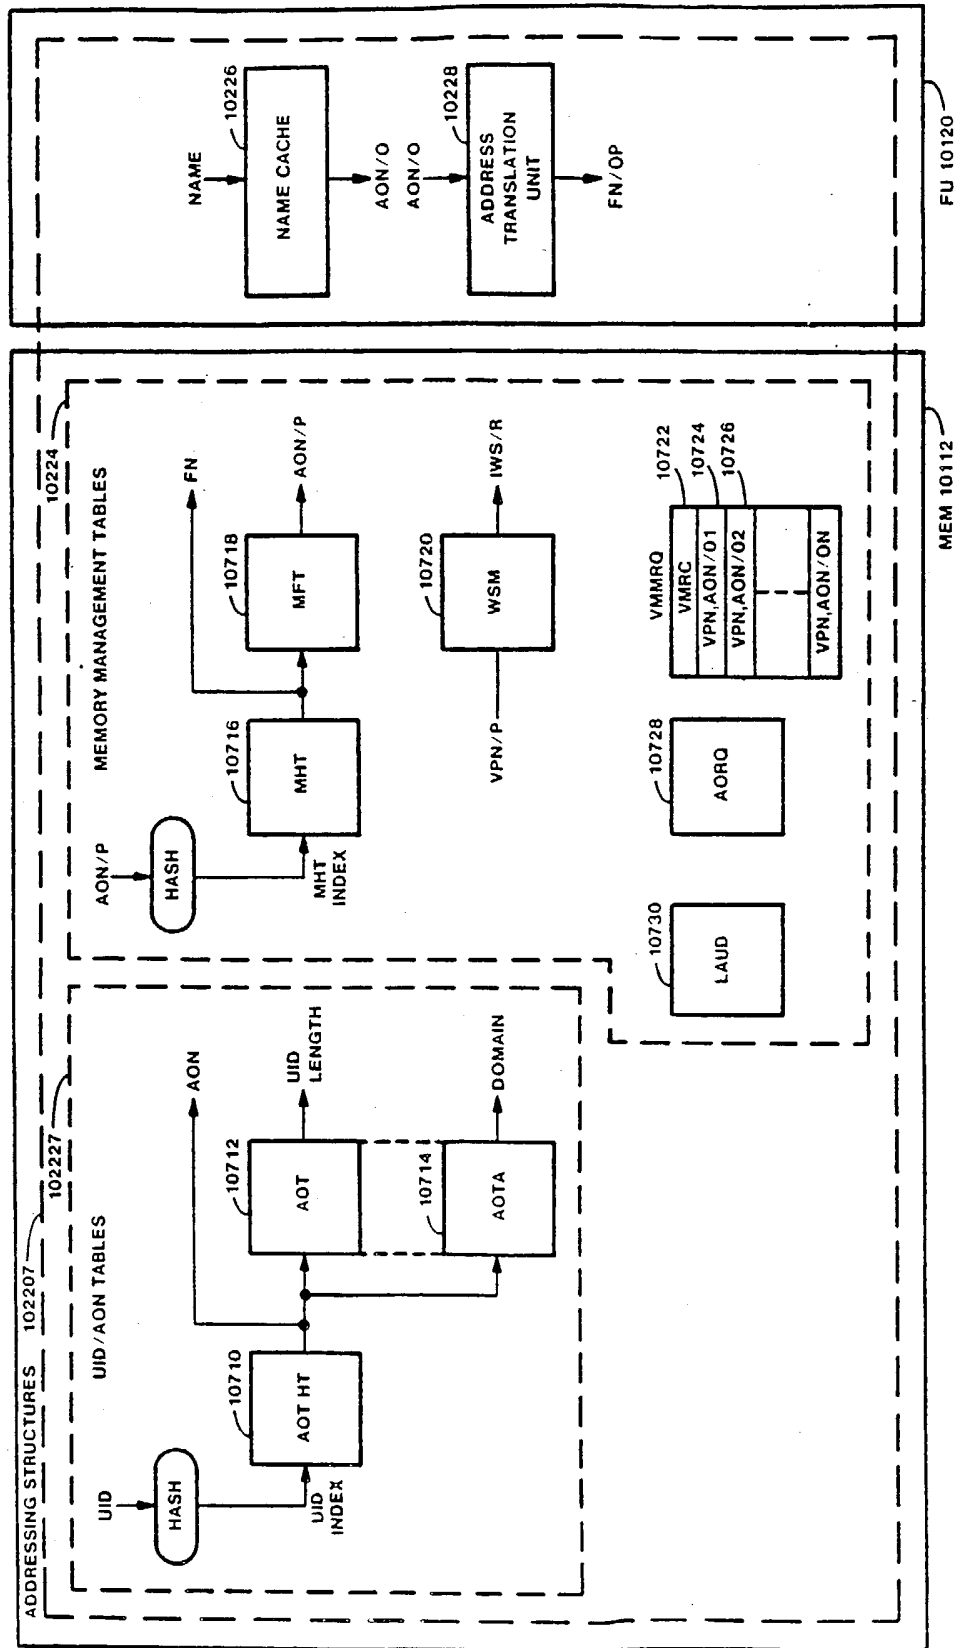 ADDRESSING STRUCTURES 102207
102227
UID/AON TABLES
UID
HASH
UID
INDEX
10710
AOT HT
AON
10712
AOT
UID
LENGTH
10714
AOTA
DOMAIN
10224
MEMORY MANAGEMENT TABLES
AON/P
HASH
MHT
INDEX
10716
MHT
FN
10718
MFT
AON/P
VPN/P
10720
WSM
IWS/R
10730
LAUD
10728
AORQ
VMMRQ
VMRC
10722
VPN,AON/01
10724
VPN,AON/02
10726
VPN,AON/ON
MEM 10112
NAME
10226
NAME CACHE
AON/O
AON/O
10228
ADDRESS
TRANSLATION
UNIT
FN/OP
FU 10120